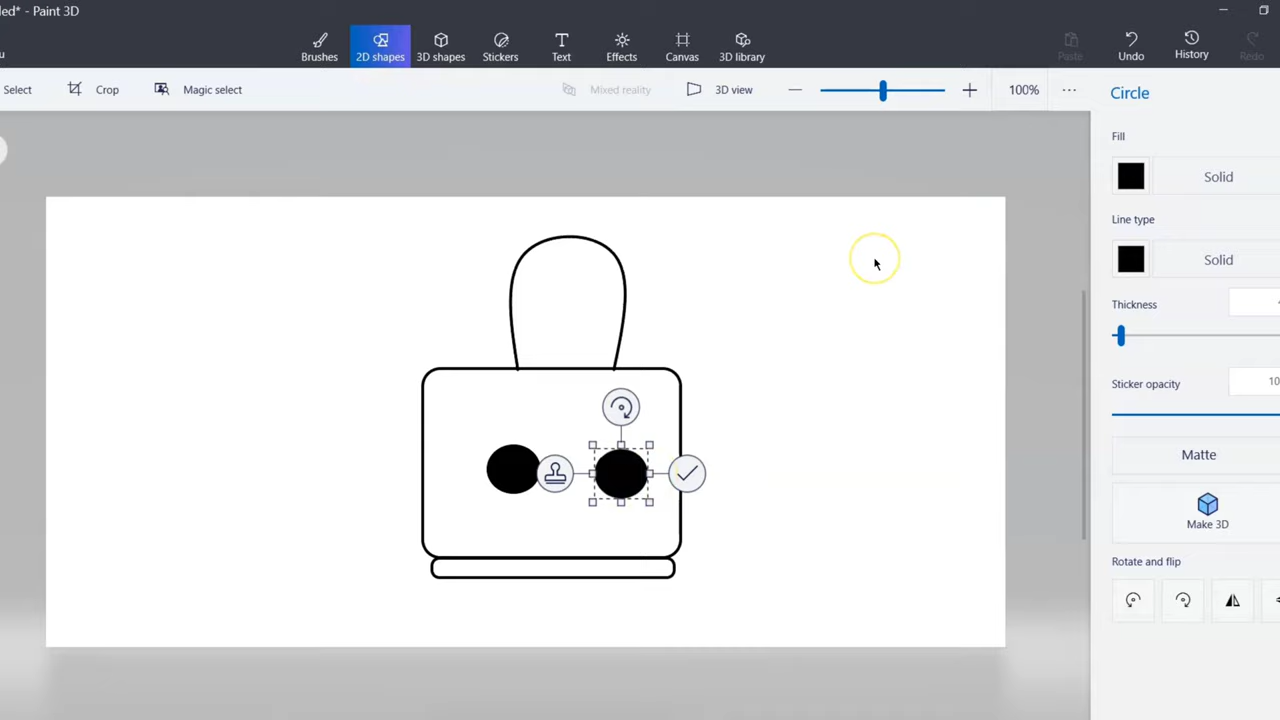 led* - Paint 3D
u
Brushes 2D shapes 3D shapes Stickers Text Effects Canvas 3D library Paste Undo History Redo
Select Crop Magic select Mixed reality 3D view 100% ...
Circle
Fill
Solid
Line type
Solid
Thickness
Sticker opacity 10
Matte
Make 3D
Rotate and flip